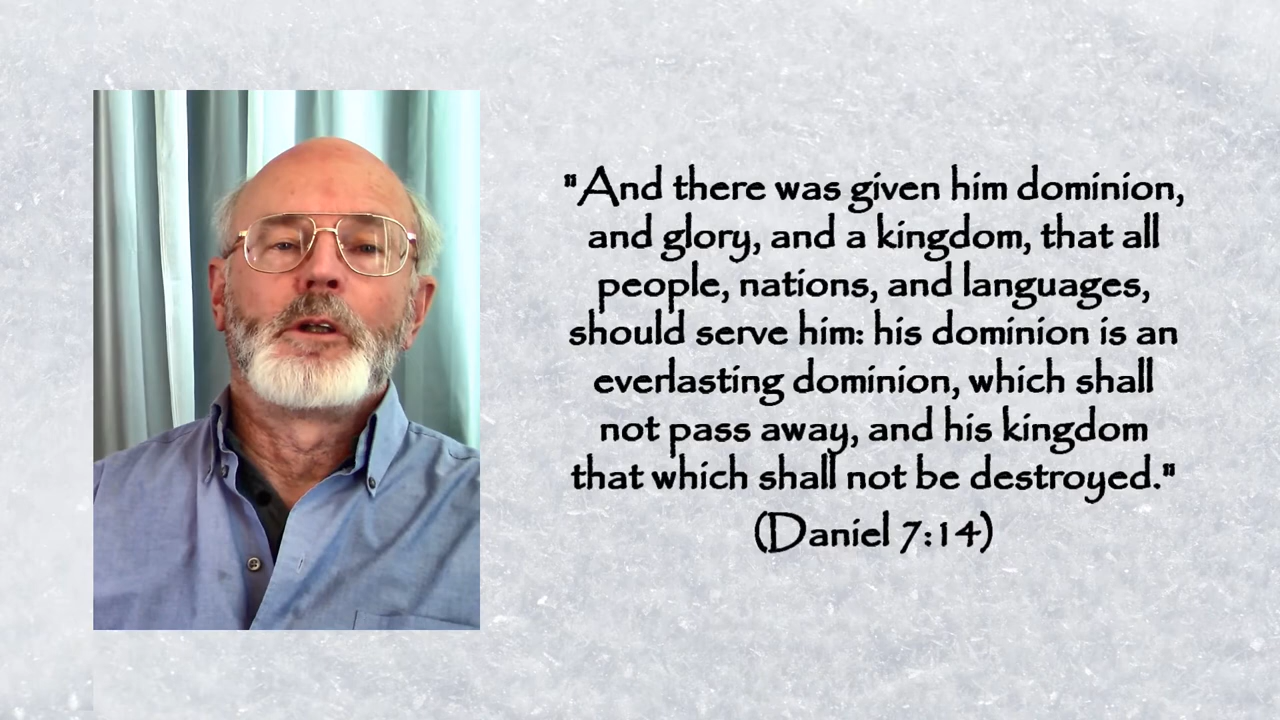 "And there was given him dominion,
and glory, and a kingdom, that all
people, nations, and languages,
should serve him: his dominion is an
everlasting dominion, which shall
not pass away, and his kingdom
that which shall not be destroyed."
(Daniel 7:14)